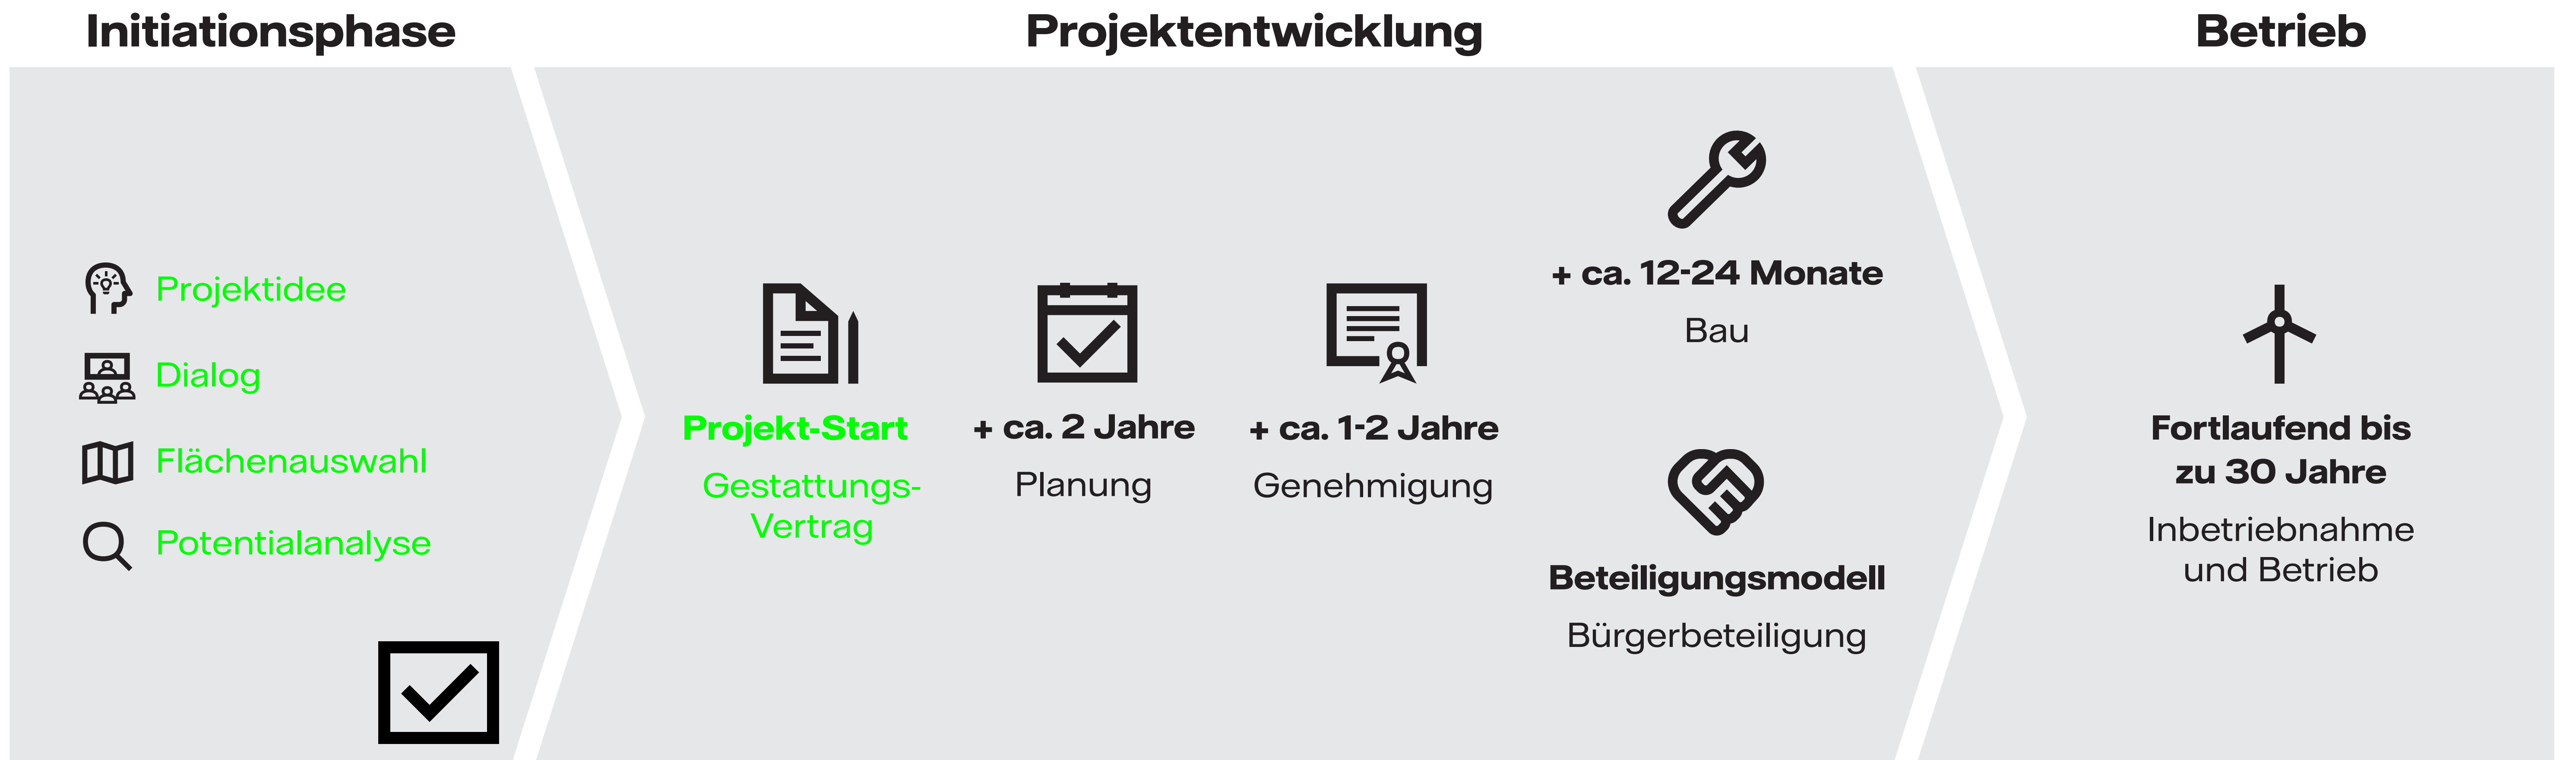 Initiationsphase
Projektentwicklung
Betrieb
Projektidee
Dialog
Flächenauswahl
Potentialanalyse
Projekt-Start
Gestattungs-
Vertrag
+ ca. 2 Jahre
Planung
+ ca. 1-2 Jahre
Genehmigung
+ ca. 12-24 Monate
Bau
Beteiligungsmodell
Bürgerbeteiligung
Fortlaufend bis
zu 30 Jahre
Inbetriebnahme
und Betrieb